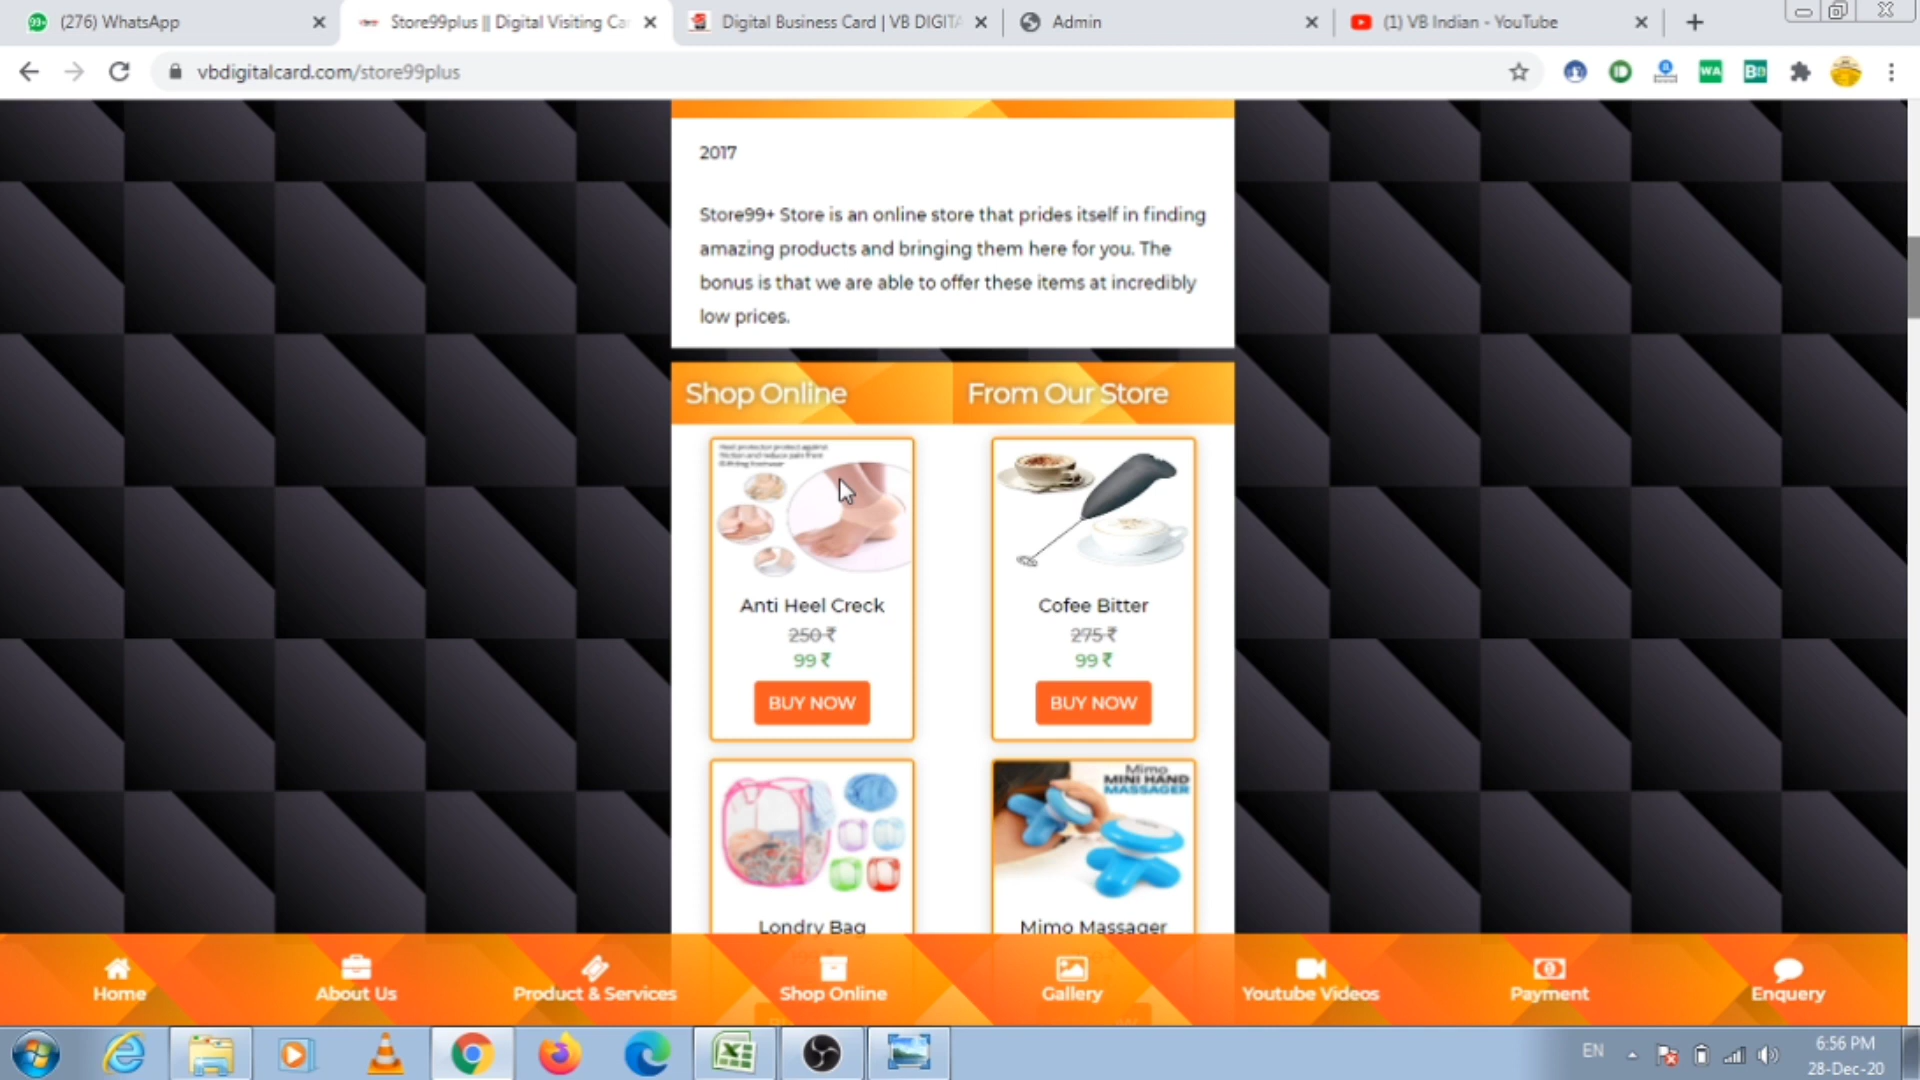 (276) WhatsApp
Store99plus || Digital Visiting Ca
Digital Business Card | VB DIGITA
Admin
(1) VB Indian - YouTube
vbdigitalcard.com/store99plus
2017
Store99+ Store is an online store that prides itself in finding
amazing products and bringing them here for you. The
bonus is that we are able to offer these items at incredibly
low prices.
Shop Online
From Our Store
Anti Heel Creck
250 ₹
99 ₹
BUY NOW
Cofee Bitter
275 ₹
99 ₹
BUY NOW
Mimo
MINI HAND
MASSAGER
Londry Bag
Mimo Massager
Home
About Us
Product & Services
Shop Online
Gallery
Youtube Videos
Payment
Enquery
EN
6:56 PM
28-Dec-20